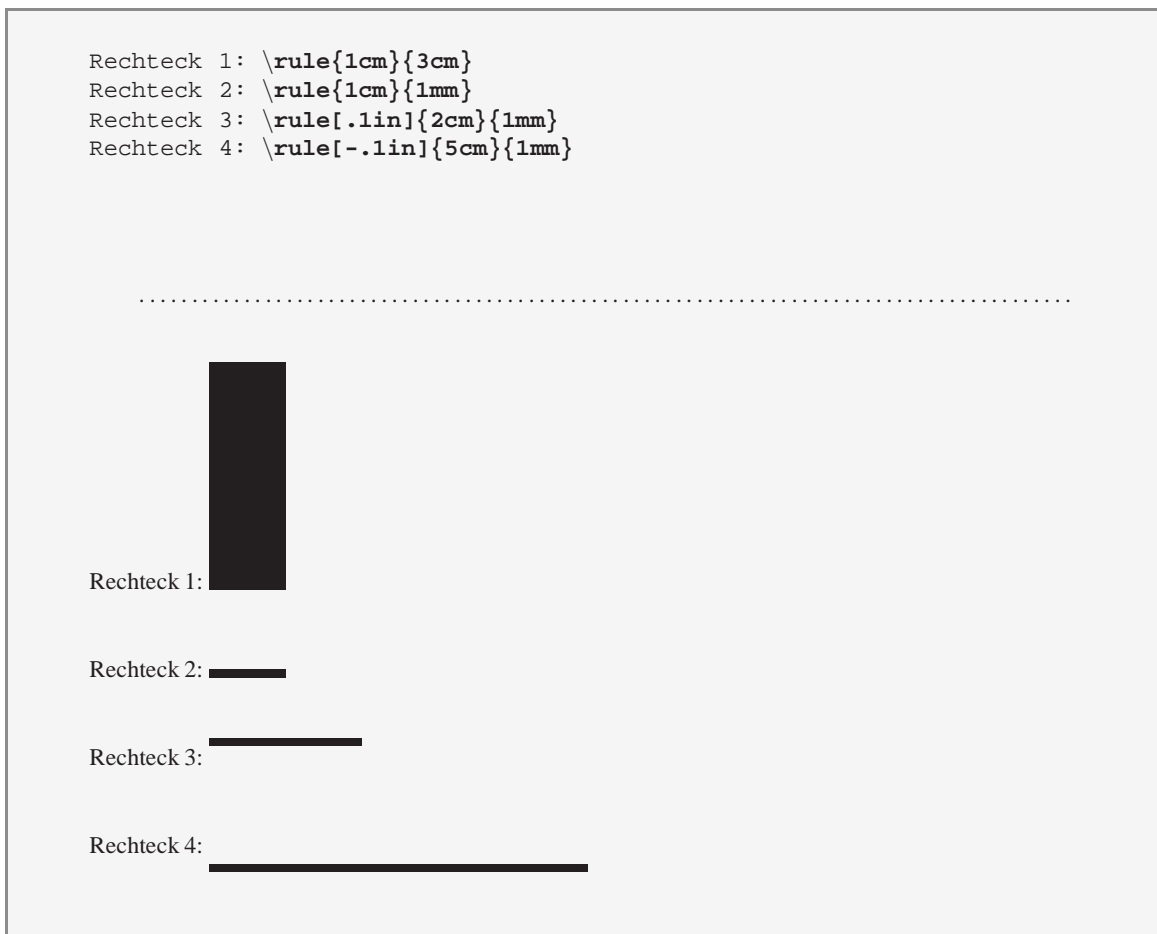 Rechteck 1: \rule{1cm}{3cm}
Rechteck 2: \rule{1cm}{1mm}
Rechteck 3: \rule[.1in]{2cm}{1mm}
Rechteck 4: \rule[-.1in]{5cm}{1mm}
Rechteck 1:
Rechteck 2:
Rechteck 3:
Rechteck 4: